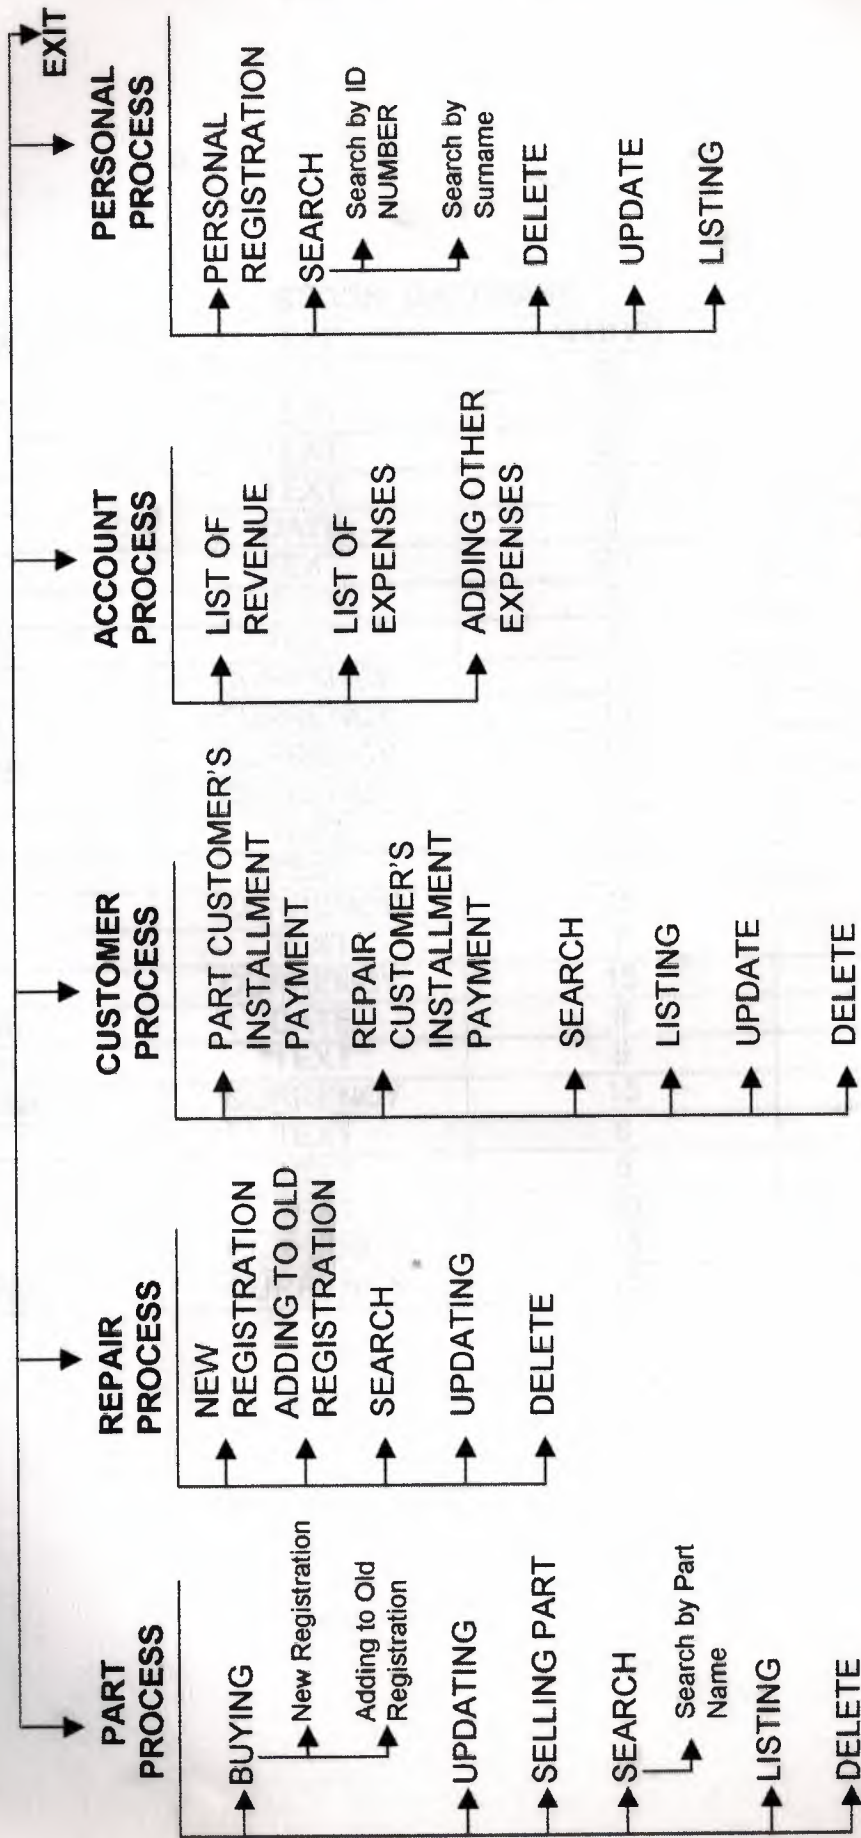 EXIT
PART
PROCESS
BUYING
New Registration
Adding to Old
Registration
UPDATING
SELLING PART
SEARCH
Search by Part
Name
LISTING
DELETE
REPAIR
PROCESS
NEW
REGISTRATION
ADDING TO OLD
REGISTRATION
SEARCH
UPDATING
DELETE
CUSTOMER
PROCESS
PART CUSTOMER'S
INSTALLMENT
PAYMENT
REPAIR
CUSTOMER'S
INSTALLMENT
PAYMENT
SEARCH
LISTING
UPDATE
DELETE
ACCOUNT
PROCESS
LIST OF
REVENUE
LIST OF
EXPENSES
ADDING OTHER
EXPENSES
PERSONAL
PROCESS
PERSONAL
REGISTRATION
SEARCH
Search by ID
NUMBER
Search by
Surname
DELETE
UPDATE
LISTING